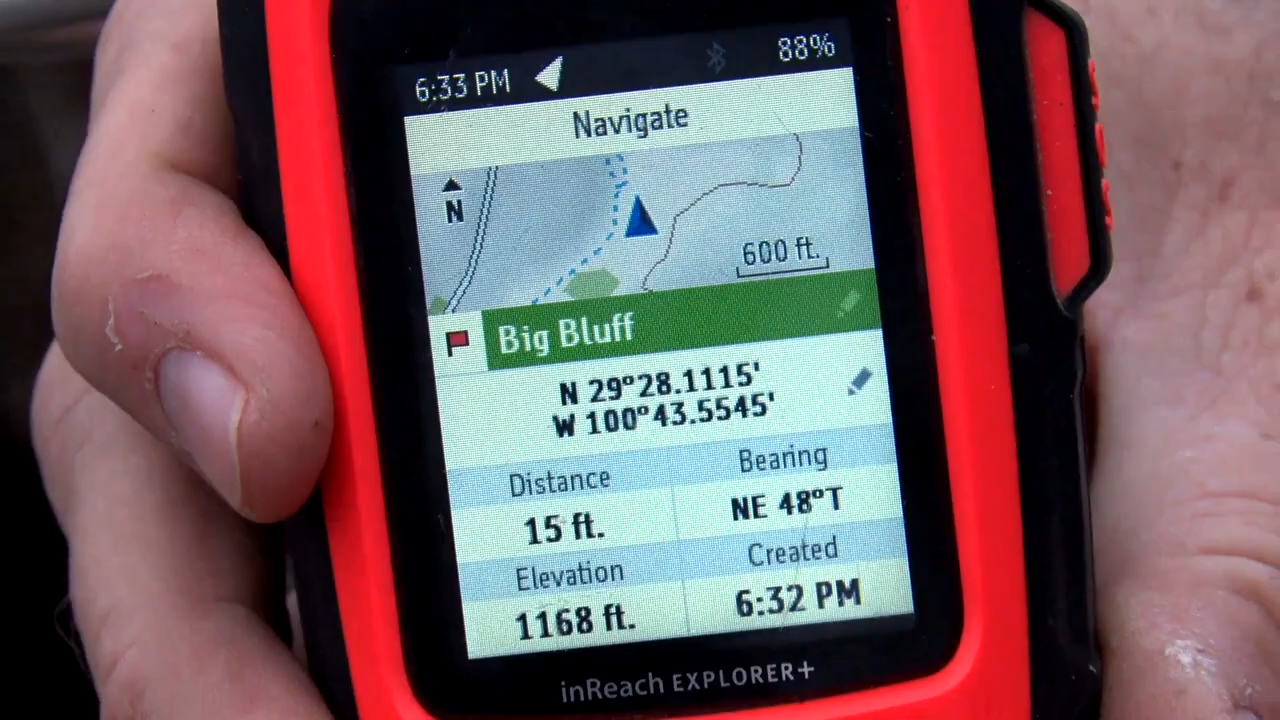 6:33 PM 88%
Navigate
N
600 ft.
Big Bluff
N 29°28.1115'
W 100°43.5545'
Distance Bearing
15 ft. NE 48°T
Elevation Created
1168 ft. 6:32 PM
inReach EXPLORER+